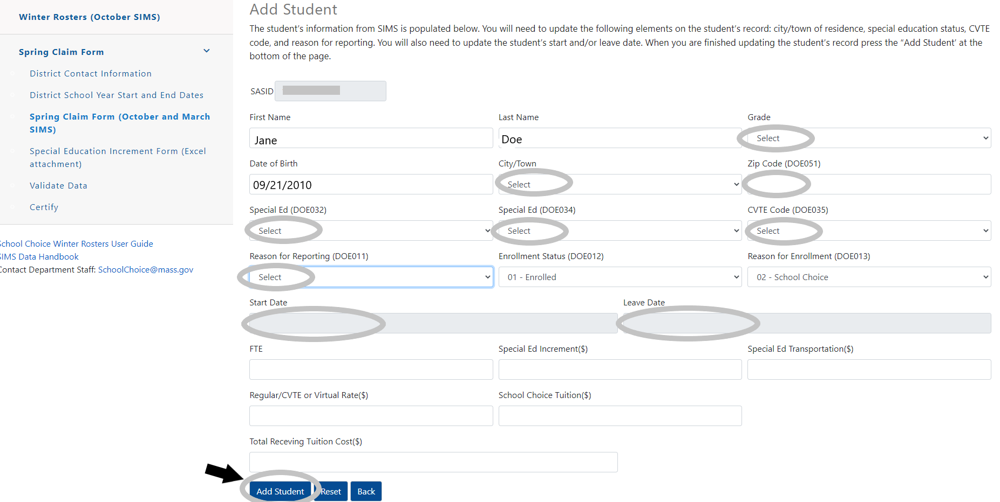 Winter Rosters (October SIMS)
Spring Claim Form
District Contact Information
District School Year Start and End Dates
Spring Claim Form (October and March
SIMS)
Special Education Increment Form (Excel
attachment)
Validate Data
Certify
School Choice Winter Rosters User Guide
SIMS Data Handbook
Contact Department Staff: SchoolChoice@mass.gov
Add Student
The student’s information from SIMS is populated below. You will need to update the following elements on the student’s record: city/town of residence, special education status, CVTE
code, and reason for reporting. You will also need to update the student’s start and/or leave date. When you are finished updating the student’s record press the “Add Student’ at the
bottom of the page.
SASID
First Name
Last Name
Grade
Jane
Doe
Select
Date of Birth
City/Town
Zip Code (DOE051)
09/21/2010
Select
Special Ed (DOE032)
Special Ed (DOE034)
CVTE Code (DOE035)
Select
Select
Select
Reason for Reporting (DOE011)
Enrollment Status (DOE012)
Reason for Enrollment (DOE013)
Select
01 - Enrolled
02 - School Choice
Start Date
Leave Date
FTE
Special Ed Increment($)
Special Ed Transportation($)
Regular/CVTE or Virtual Rate($)
School Choice Tuition($)
Total Receving Tuition Cost($)
Add Student
Reset
Back